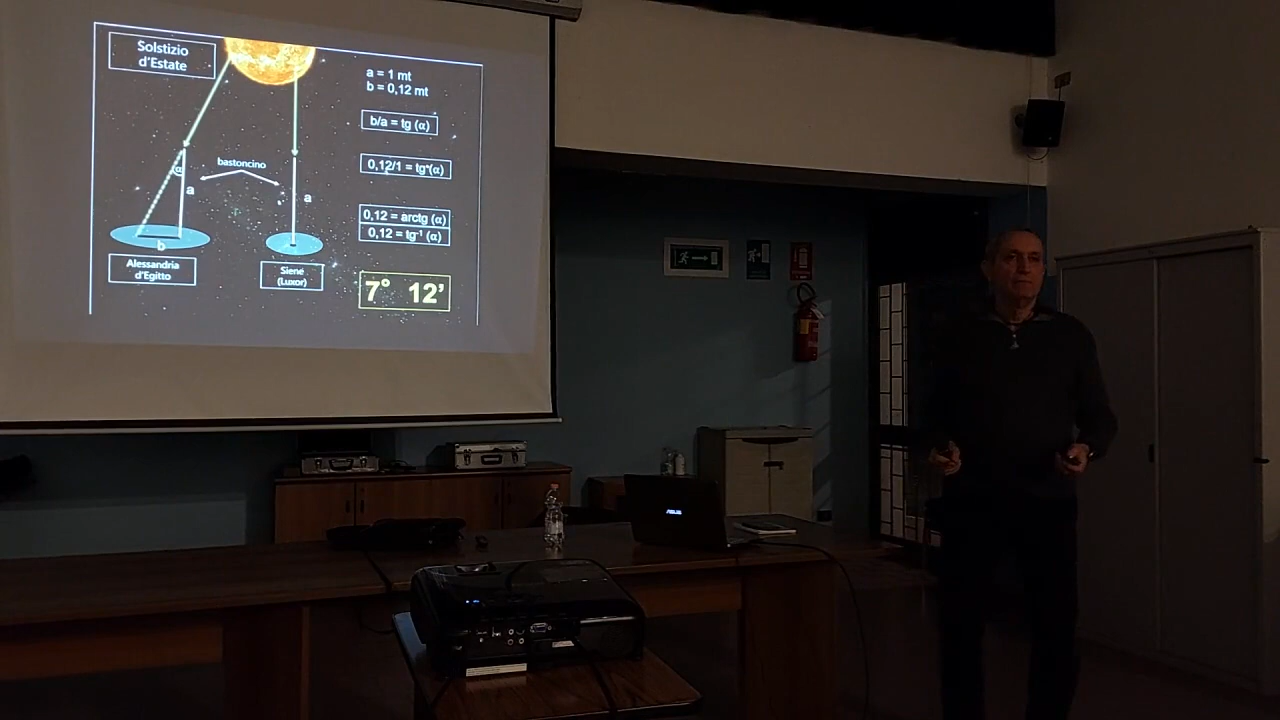 Solstizio
d'Estate
a = 1 mt
b = 0,12 mt
b/a = tg (α)
bastoncino
0,12/1 = tg (α)
α
a
a
0,12 = arctg (α)
0,12 = tg⁻¹ (α)
b
Alessandria
d'Egitto
Siene
(Luxor)
7° 12'
ASUS